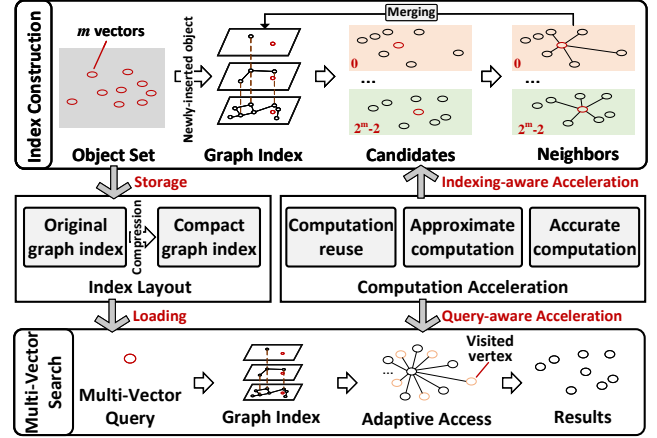 Merging
m vectors
Index Construction
Newly-inserted object
0
...
2^m-2
0
...
2^m-2
Object Set
Graph Index
Candidates
Neighbors
Storage
Indexing-aware Acceleration
Original
graph index
Compression
Compact
graph index
Index Layout
Computation
reuse
Approximate
computation
Accurate
computation
Computation Acceleration
Loading
Query-aware Acceleration
Multi-Vector
Search
Multi-Vector
Query
Graph Index
...
Visited
vertex
Adaptive Access
Results